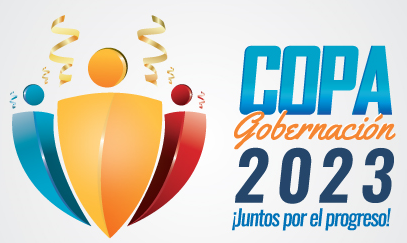 COPA
Gobernación
2023
¡Juntos por el progreso!